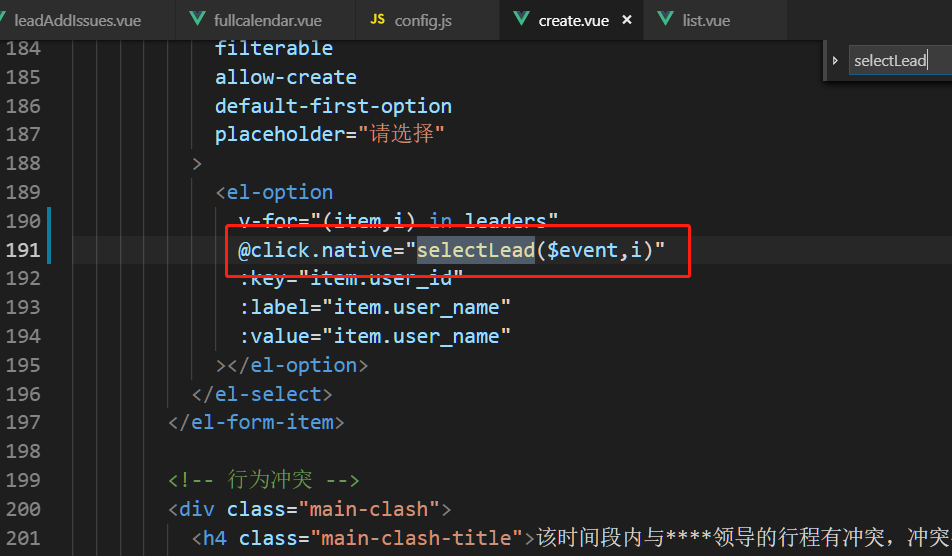 leadAddIssues.vue fullcalendar.vue JS config.js create.vue × list.vue
selectLead
184 filterable
185 allow-create
186 default-first-option
187 placeholder="请选择"
188 >
189 <el-option
190 v-for="(item,i) in leaders"
191 @click.native="selectLead($event,i)"
192 :key="item.user_id"
193 :label="item.user_name"
194 :value="item.user_name"
195 ></el-option>
196 </el-select>
197 </el-form-item>
198
199 <!-- 行为冲突 -->
200 <div class="main-clash">
201 <h4 class="main-clash-title">该时间段内与****领导的行程有冲突，冲突